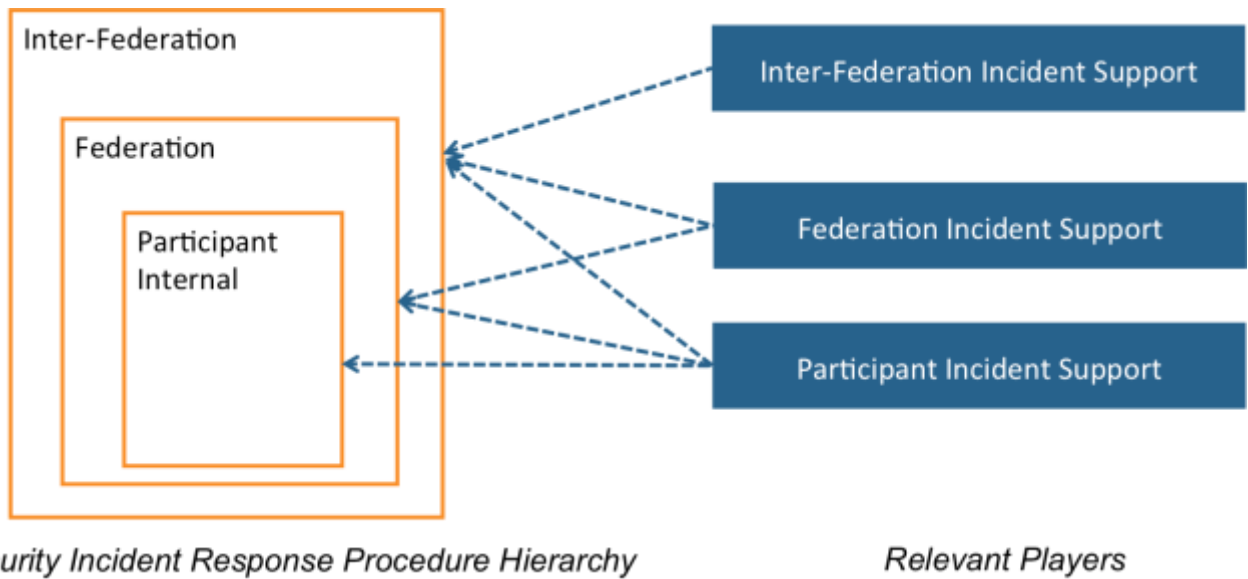 Inter-Federation
Federation
Participant
Internal
Inter-Federation Incident Support
Federation Incident Support
Participant Incident Support
urity Incident Response Procedure Hierarchy
Relevant Players